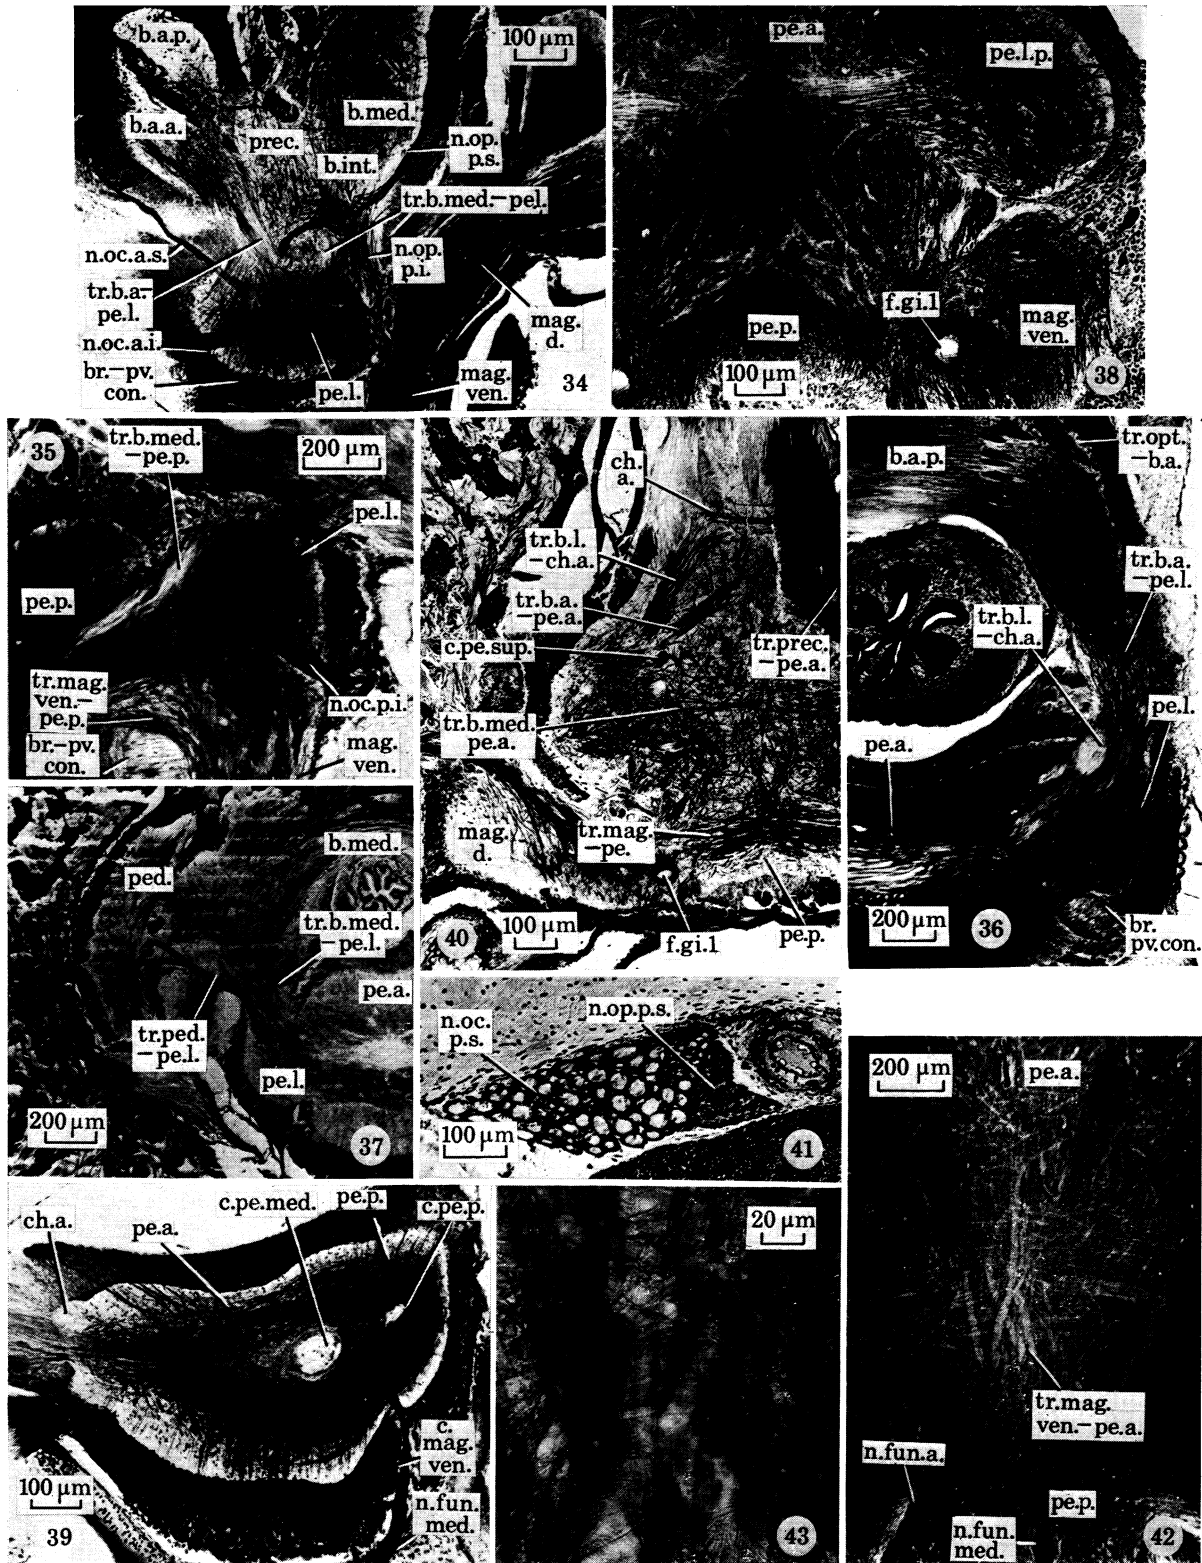 b.a.p.
100 μm
b.a.a.
b.med.
prec.
b.int.
n.op.
p.s.
tr.b.med.–pe.l.
n.oc.a.s.
n.op.
p.i.
tr.b.a.–
pe.l.
n.oc.a.i.
mag.
d.
br.–pv.
con.
pe.l.
mag.
ven.
34
pe.a.
pe.l.p.
f.gi.1
mag.
ven.
pe.p.
100 μm
38
35
tr.b.med.
–pe.p.
200 μm
pe.l.
pe.p.
tr.mag.
ven.–
pe.p.
n.oc.p.i.
br.–pv.
con.
mag.
ven.
ch.
a.
tr.b.l.
–ch.a.
tr.b.a.
–pe.a.
c.pe.sup.
tr.prec.
–pe.a.
tr.b.med.
pe.a.
mag.
d.
tr.mag.
–pe.
40
100 μm
f.gi.1
pe.p.
b.a.p.
tr.opt.
–b.a.
tr.b.a.
–pe.l.
tr.b.l.
–ch.a.
pe.l.
pe.a.
200 μm
36
br.
pv.con.
ped.
b.med.
tr.b.med.
–pe.l.
pe.a.
tr.ped.
–pe.l.
pe.l.
200 μm
37
n.oc.
p.s.
n.op.p.s.
100 μm
41
200 μm
pe.a.
tr.mag.
ven.–pe.a.
n.fun.a.
pe.p.
n.fun.
med.
42
ch.a.
pe.a.
c.pe.med.
pe.p.
c.pe.p.
c.
mag.
ven.
100 μm
n.fun.
med.
39
20 μm
43